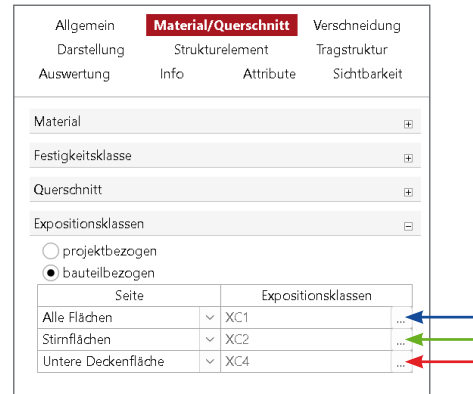 Allgemein Material/Querschnitt Verschneidung
Darstellung Strukturelement Tragstruktur
Auswertung Info Attribute Sichtbarkeit
Material
Festigkeitsklasse
Querschnitt
Expositionsklassen
projektbezogen
bauteilbezogen
Seite Expositionsklassen
Alle Flächen XC1 ...
Stirnflächen XC2 ...
Untere Deckenfläche XC4 ...